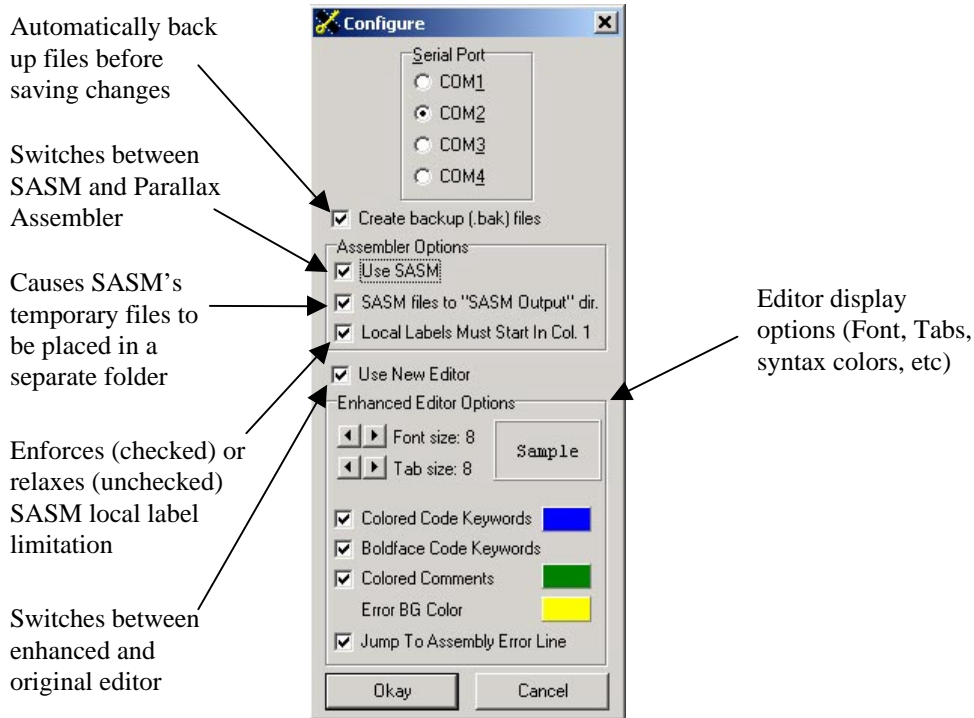 Automatically back
up files before
saving changes
Switches between
SASM and Parallax
Assembler
Causes SASM's
temporary files to
be placed in a
separate folder
Enforces (checked) or
relaxes (unchecked)
SASM local label
limitation
Switches between
enhanced and
original editor
Configure
Serial Port
COM1
COM2
COM3
COM4
Create backup (.bak) files
Assembler Options
Use SASM
SASM files to "SASM Output" dir.
Local Labels Must Start In Col. 1
Use New Editor
Enhanced Editor Options
Font size: 8
Tab size: 8
Sample
Colored Code Keywords
Boldface Code Keywords
Colored Comments
Error BG Color
Jump To Assembly Error Line
Okay
Cancel
Editor display
options (Font, Tabs,
syntax colors, etc)